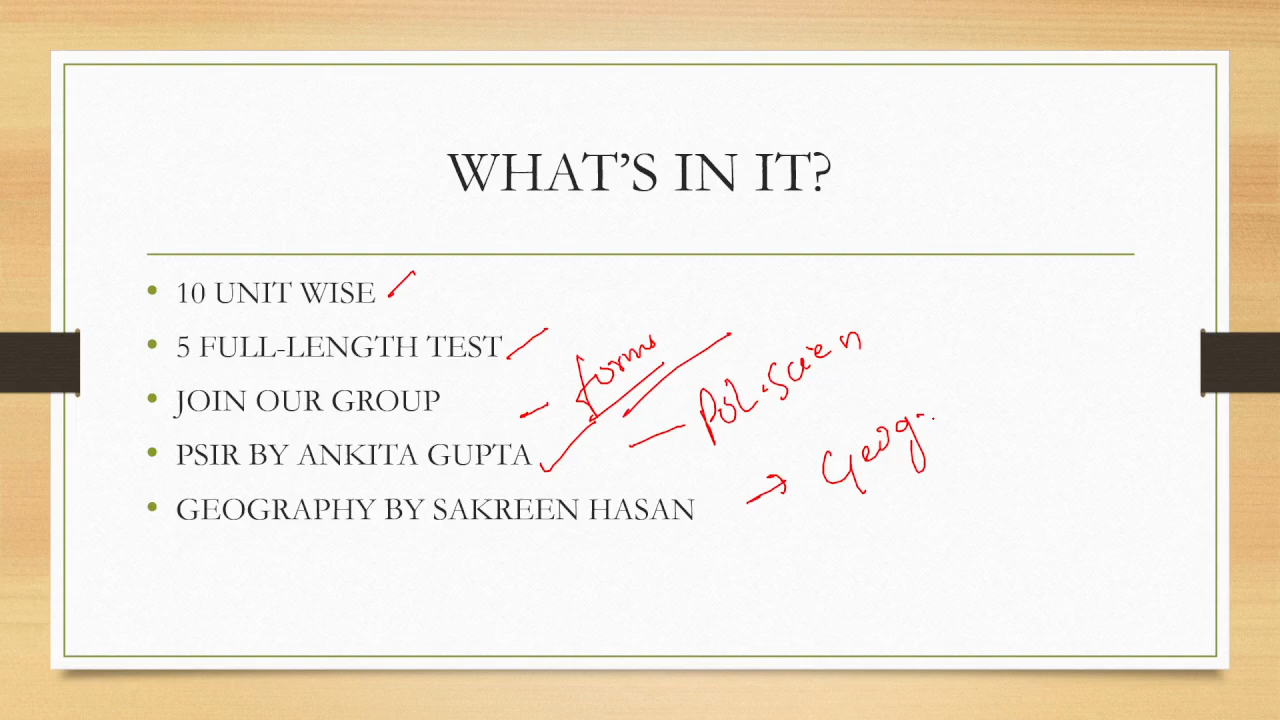 WHAT'S IN IT?
• 10 UNIT WISE
• 5 FULL-LENGTH TEST
• JOIN OUR GROUP
- forms
• PSIR BY ANKITA GUPTA
- Pol. Scien
• GEOGRAPHY BY SAKREEN HASAN
→ Geog.